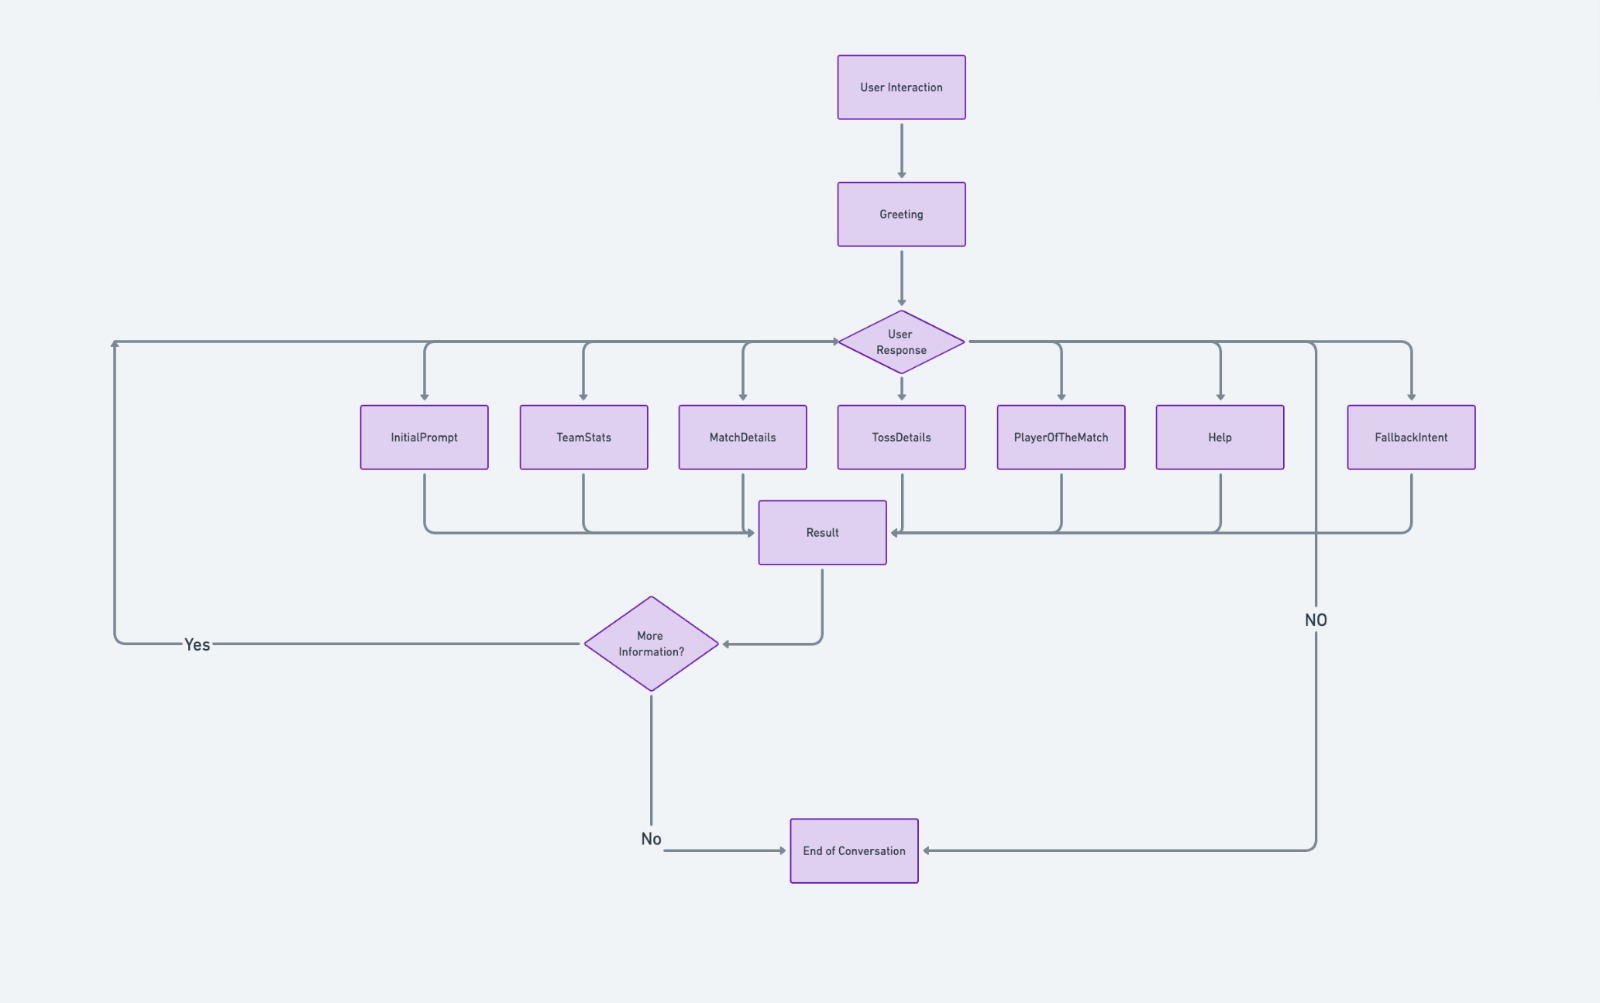 User Interaction
Greeting
User
Response
InitialPrompt
TeamStats
MatchDetails
TossDetails
PlayerOfTheMatch
Help
FallbackIntent
Result
NO
More
Information?
Yes
No
End of Conversation